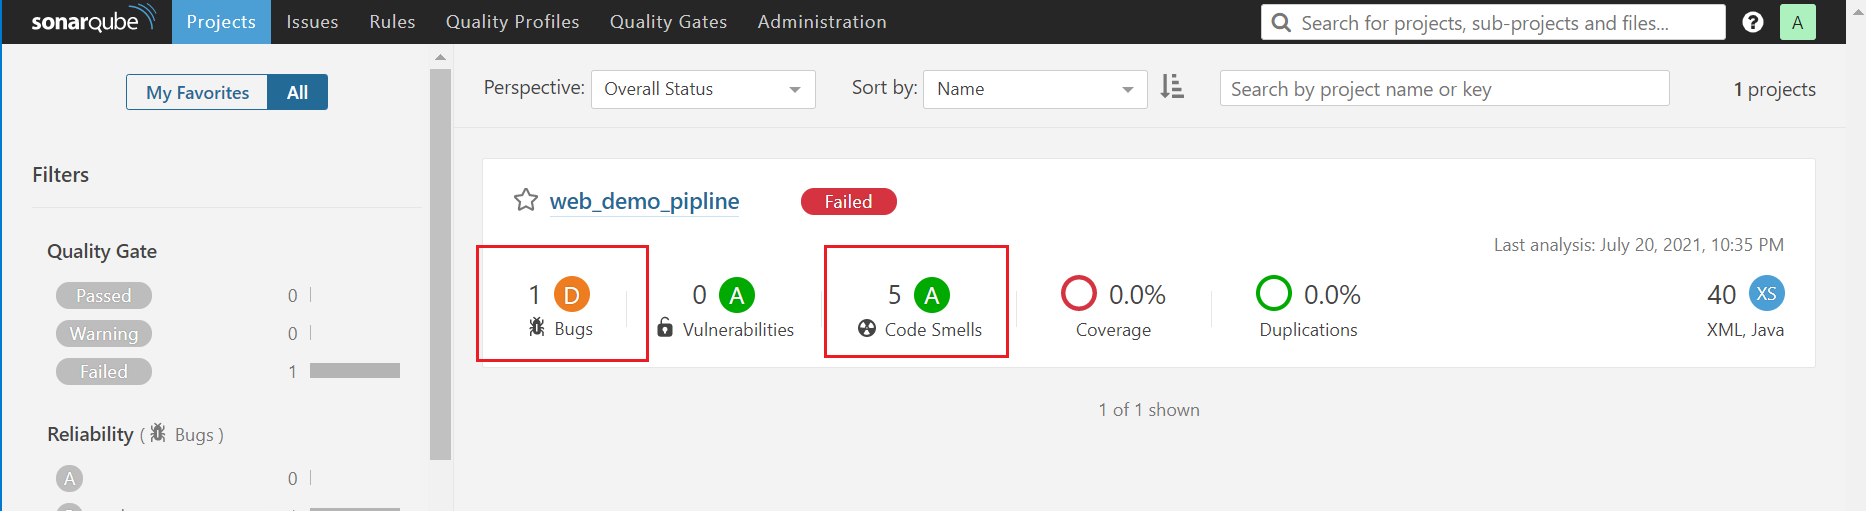 sonarqube Projects Issues Rules Quality Profiles Quality Gates Administration Search for projects, sub-projects and files... ? A
My Favorites All
Perspective: Overall Status Sort by: Name Search by project name or key 1 projects
Filters
Quality Gate
Passed 0
Warning 0
Failed 1
Reliability ( Bugs )
A 0
web_demo_pipline Failed
Last analysis: July 20, 2021, 10:35 PM
1 D 0 A 5 A 0.0% 0.0% 40 XS
Bugs Vulnerabilities Code Smells Coverage Duplications XML, Java
1 of 1 shown